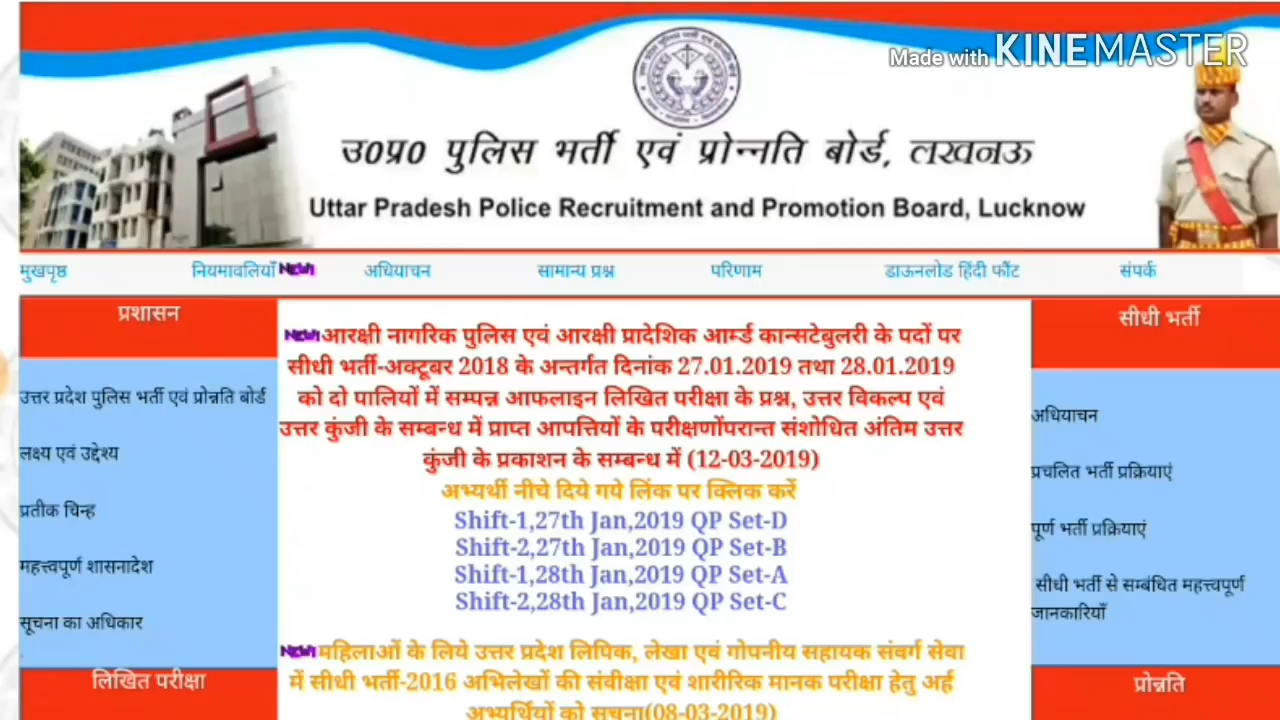 Made with KINEMASTER
उ0प्र0 पुलिस भर्ती एवं प्रोन्नति बोर्ड, लखनऊ
Uttar Pradesh Police Recruitment and Promotion Board, Lucknow
मुखपृष्ठ नियमावलियाँ NEW! अधियाचन सामान्य प्रश्न परिणाम डाऊनलोड हिंदी फौंट संपर्क
प्रशासन
उत्तर प्रदेश पुलिस भर्ती एवं प्रोन्नति बोर्ड
लक्ष्य एवं उद्देश्य
प्रतीक चिन्ह
महत्त्वपूर्ण शासनादेश
सूचना का अधिकार
लिखित परीक्षा
NEW! आरक्षी नागरिक पुलिस एवं आरक्षी प्रादेशिक आर्म्ड कान्सटेबुलरी के पदों पर
सीधी भर्ती-अक्टूबर 2018 के अन्तर्गत दिनांक 27.01.2019 तथा 28.01.2019
को दो पालियों में सम्पन्न आफलाइन लिखित परीक्षा के प्रश्न, उत्तर विकल्प एवं
उत्तर कुंजी के सम्बन्ध में प्राप्त आपत्तियों के परीक्षणोंपरान्त संशोधित अंतिम उत्तर
कुंजी के प्रकाशन के सम्बन्ध में (12-03-2019)
अभ्यर्थी नीचे दिये गये लिंक पर क्लिक करें
Shift-1,27th Jan,2019 QP Set-D
Shift-2,27th Jan,2019 QP Set-B
Shift-1,28th Jan,2019 QP Set-A
Shift-2,28th Jan,2019 QP Set-C
NEW! महिलाओं के लिये उत्तर प्रदेश लिपिक, लेखा एवं गोपनीय सहायक संवर्ग सेवा
में सीधी भर्ती-2016 अभिलेखों की संवीक्षा एवं शारीरिक मानक परीक्षा हेतु अर्ह
अभ्यर्थियों को सूचना(08-03-2019)
सीधी भर्ती
अधियाचन
प्रचलित भर्ती प्रक्रियाएं
पूर्ण भर्ती प्रक्रियाएं
सीधी भर्ती से सम्बंधित महत्त्वपूर्ण
जानकारियाँ
प्रोन्नति